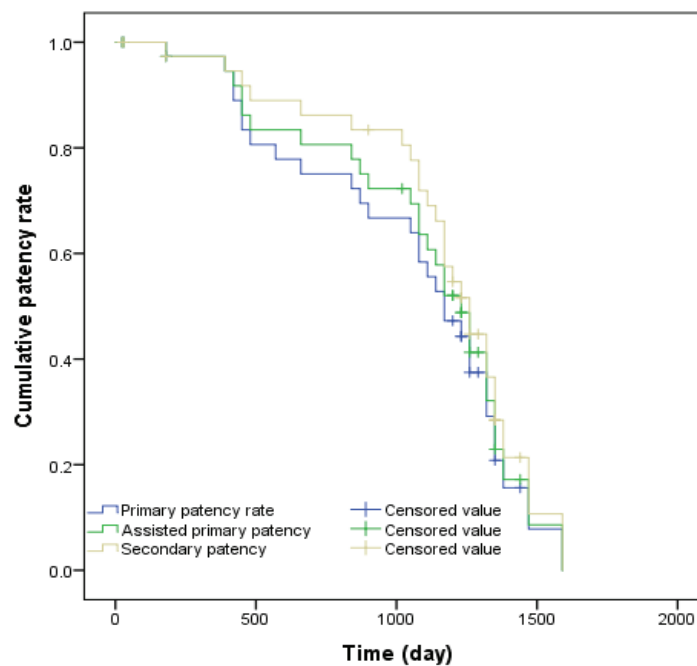 1.0
0.8
0.6
0.4
0.2
0.0
Cumulative patency rate
Primary patency rate Censored value
Assisted primary patency Censored value
Secondary patency Censored value
0 500 1000 1500 2000
Time (day)